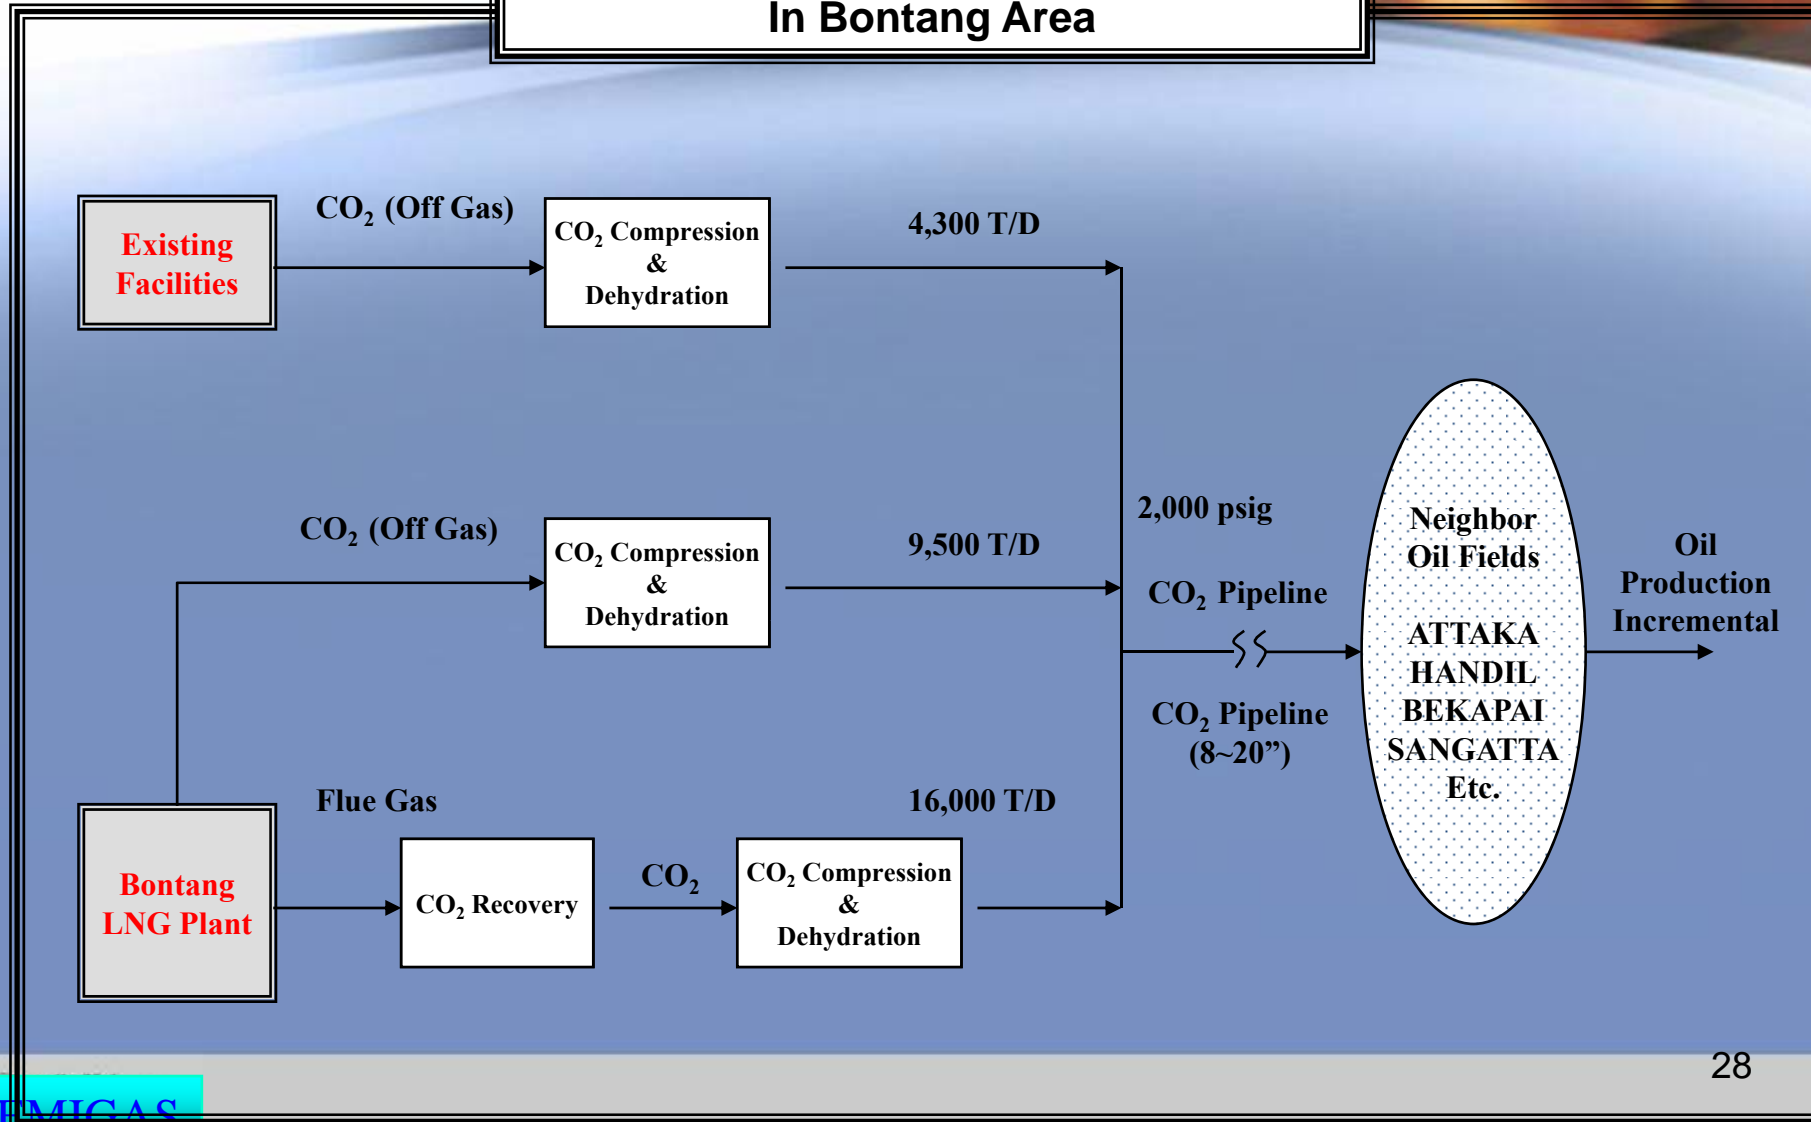 In Bontang Area
Existing
Facilities
CO₂ (Off Gas)
CO₂ Compression
&
Dehydration
4,300 T/D
CO₂ (Off Gas)
CO₂ Compression
&
Dehydration
9,500 T/D
2,000 psig
CO₂ Pipeline
CO₂ Pipeline
(8~20”)
Neighbor
Oil Fields
ATTAKA
HANDIL
BEKAPAI
SANGATTA
Etc.
Oil
Production
Incremental
Bontang
LNG Plant
Flue Gas
CO₂ Recovery
CO₂
CO₂ Compression
&
Dehydration
16,000 T/D
28